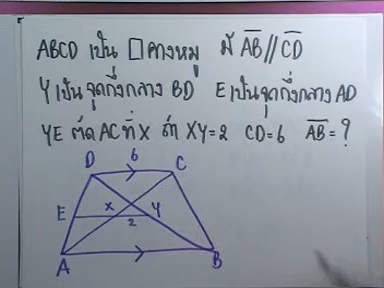 ABCD เป็น □คางหมู มี AB // CD
Y เป็นจุดกึ่งกลาง BD E เป็นจุดกึ่งกลาง AD
YE ตัด AC ที่ X ถ้า XY=2 CD=6 AB = ?
6
D C
E X Y
2
A B